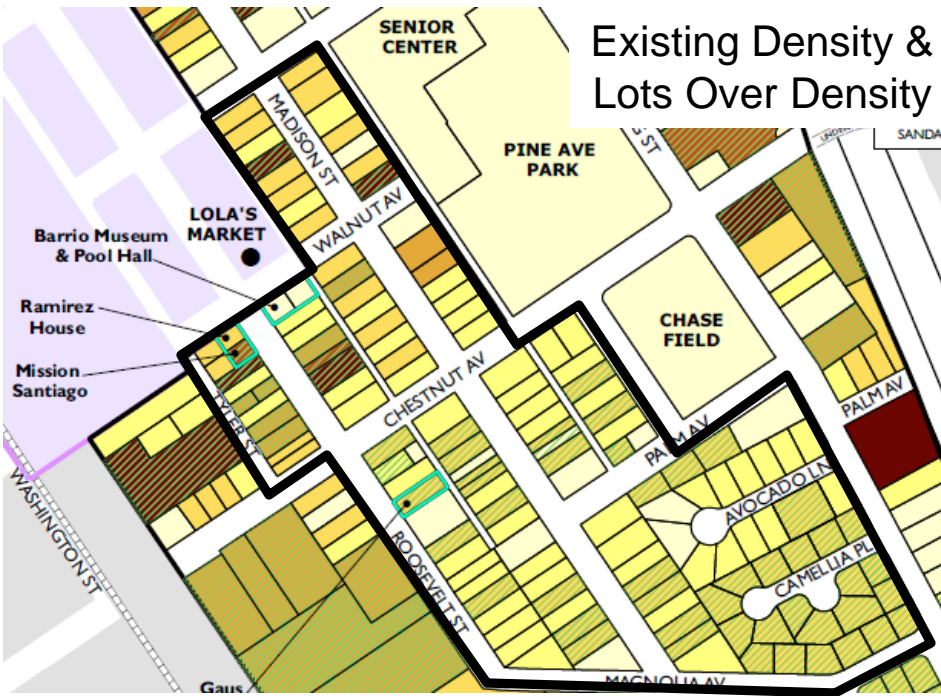 Existing Density &
Lots Over Density
SENIOR
CENTER
MADISON ST
PINE AVE
PARK
SANDA
WALNUT AV
LOLA'S
MARKET
Barrio Museum
& Pool Hall
Ramirez
House
CHASE
FIELD
Mission
Santiago
CHESTNUT AV
TYLER ST
PALM AV
PALM AV
WASHINGTON ST
AVOCADO LN
ROOSEVELT ST
CAMELLIA PL
MAGNOLIA AV
Gaus